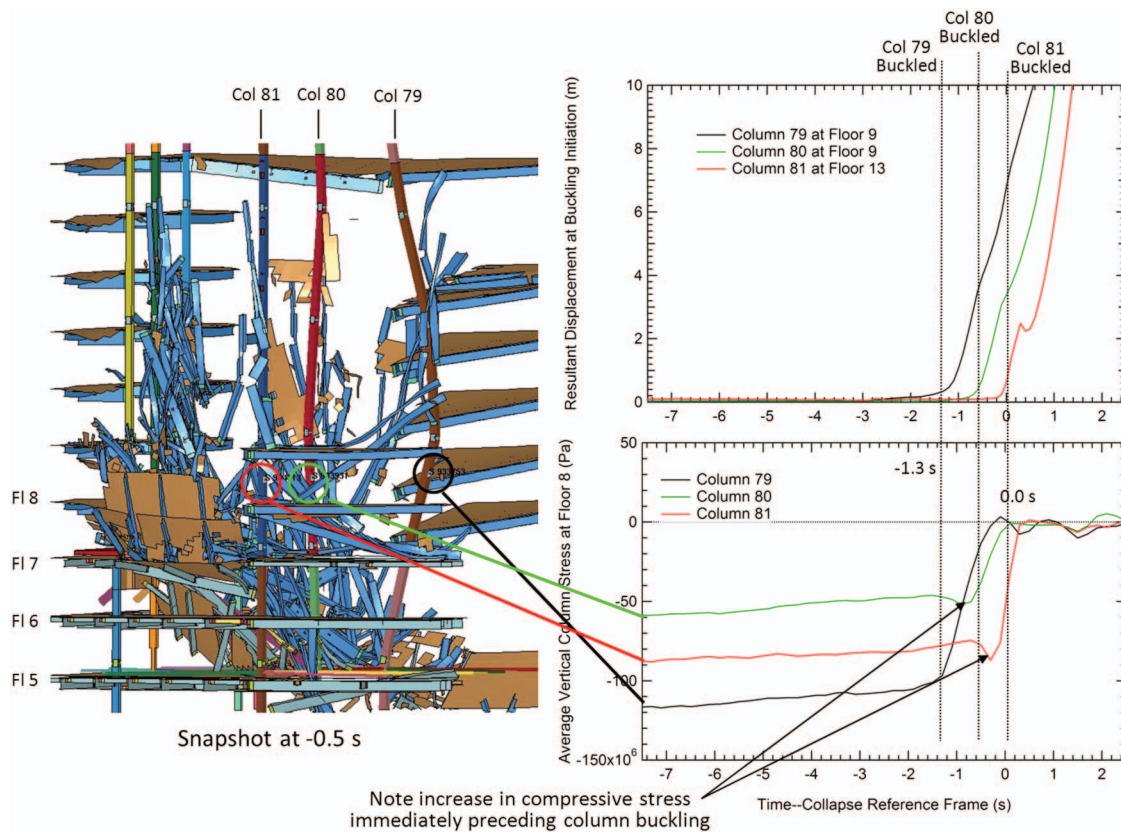 Col 81
Col 80
Col 79
Fl 8
Fl 7
Fl 6
Fl 5
Snapshot at -0.5 s
Col 79
Buckled
Col 80
Buckled
Col 81
Buckled
Resultant Displacement at Buckling Initiation (m)
10
8
6
4
2
0
Column 79 at Floor 9
Column 80 at Floor 9
Column 81 at Floor 13
-7 -6 -5 -4 -3 -2 -1 0 1 2
Average Vertical Column Stress at Floor 8 (Pa)
50
0
-50
-100
-150x10⁶
Column 79
Column 80
Column 81
-1.3 s
0.0 s
-7 -6 -5 -4 -3 -2 -1 0 1 2
Time--Collapse Reference Frame (s)
Note increase in compressive stress
immediately preceding column buckling